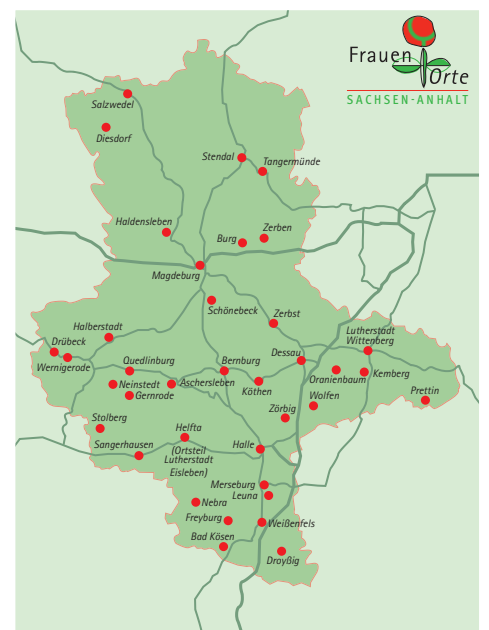 Frauen
Orte
SACHSEN-ANHALT
Salzwedel
Diesdorf
Stendal
Tangermünde
Haldensleben
Burg
Zerben
Magdeburg
Schönebeck
Zerbst
Halberstadt
Drübeck
Wernigerode
Lutherstadt
Wittenberg
Dessau
Quedlinburg
Bernburg
Oranienbaum
Kemberg
Neinstedt
Aschersleben
Gernrode
Köthen
Wolfen
Prettin
Zörbig
Stolberg
Helfta
(Ortsteil
Lutherstadt
Eisleben)
Sangerhausen
Halle
Merseburg
Leuna
Nebra
Freyburg
Weißenfels
Bad Kösen
Droyßig